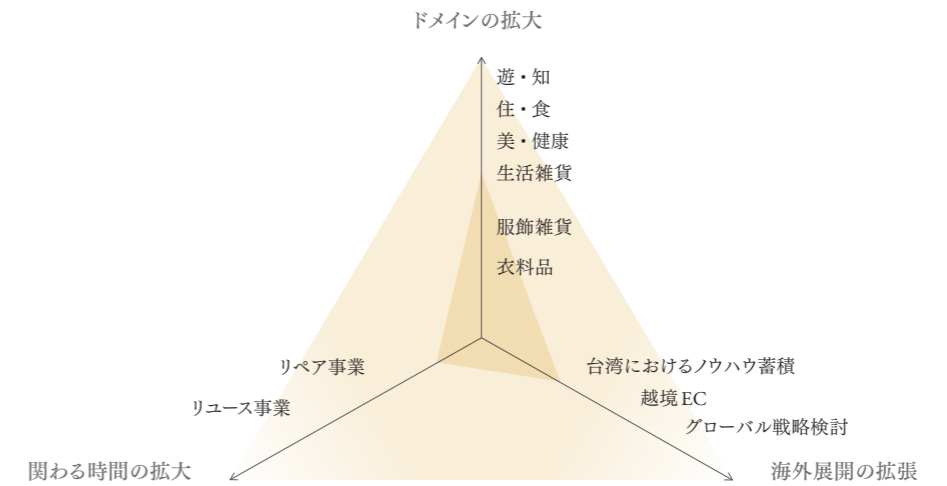 ドメインの拡大
遊・知
住・食
美・健康
生活雑貨
服飾雑貨
衣料品
リペア事業
台湾におけるノウハウ蓄積
越境EC
リユース事業
グローバル戦略検討
関わる時間の拡大
海外展開の拡張